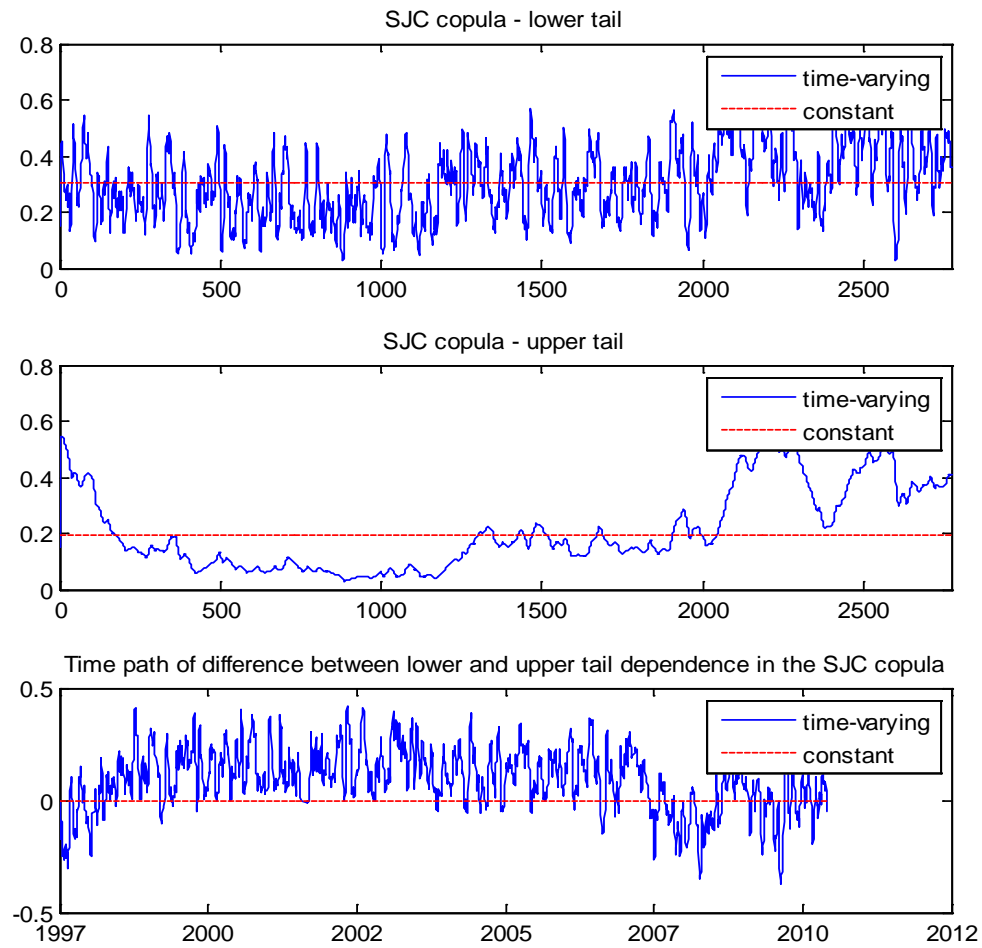 SJC copula - lower tail
0.8
0.6
0.4
0.2
0
time-varying
constant
0 500 1000 1500 2000 2500
SJC copula - upper tail
0.8
0.6
0.4
0.2
0
time-varying
constant
0 500 1000 1500 2000 2500
Time path of difference between lower and upper tail dependence in the SJC copula
0.5
0
-0.5
time-varying
constant
1997 2000 2002 2005 2007 2010 2012